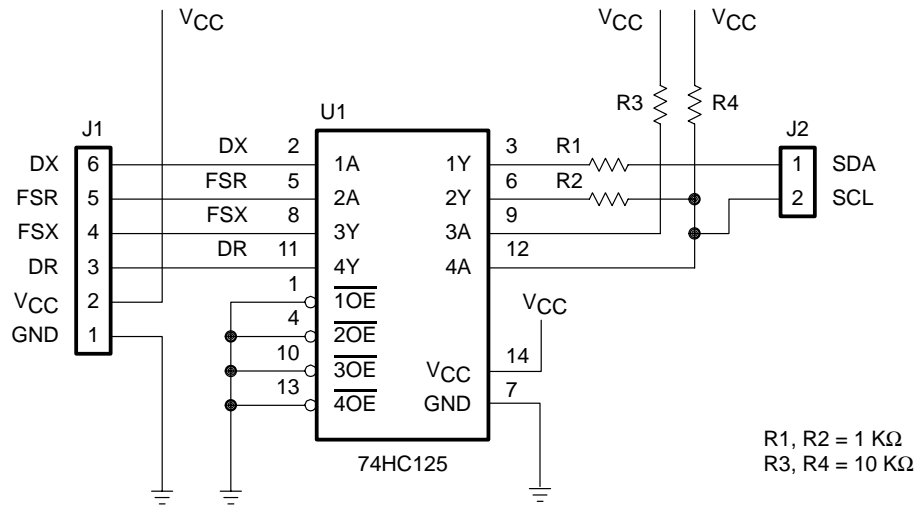 VCC
VCC
VCC
R3
R4
U1
J1
J2
DX 6 DX 2 1A 1Y 3 R1 1 SDA
FSR 5 FSR 5 2A 2Y 6 R2 2 SCL
FSX 4 FSX 8 3Y 3A 9
DR 3 DR 11 4Y 4A 12
VCC 2 1 1OE
GND 1 4 2OE
10 3OE
13 4OE
VCC
VCC 14
GND 7
74HC125
R1, R2 = 1 KΩ
R3, R4 = 10 KΩ